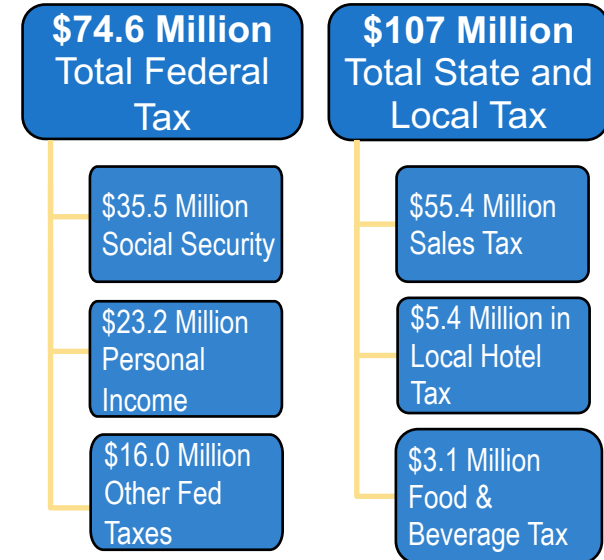 $74.6 Million
Total Federal
Tax
$35.5 Million
Social Security
$23.2 Million
Personal
Income
$16.0 Million
Other Fed
Taxes
$107 Million
Total State and
Local Tax
$55.4 Million
Sales Tax
$5.4 Million in
Local Hotel
Tax
$3.1 Million
Food &
Beverage Tax